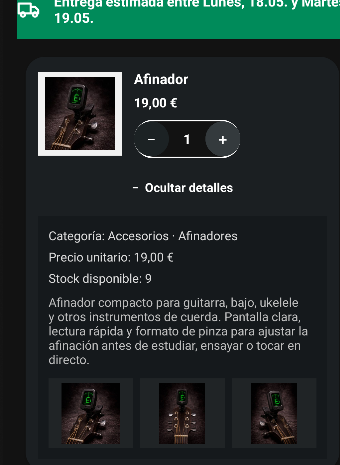 Entrega estimada entre Lunes, 18.05. y Martes
19.05.
Afinador
19,00 €
− 1 +
− Ocultar detalles
Categoría: Accesorios · Afinadores
Precio unitario: 19,00 €
Stock disponible: 9
Afinador compacto para guitarra, bajo, ukelele
y otros instrumentos de cuerda. Pantalla clara,
lectura rápida y formato de pinza para ajustar la
afinación antes de estudiar, ensayar o tocar en
directo.